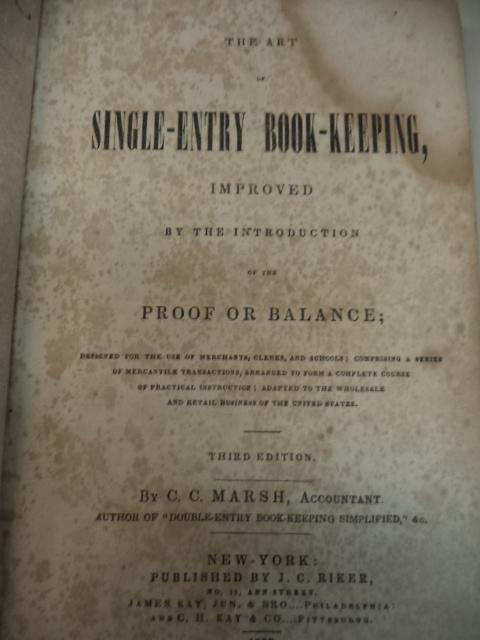 THE ART
OF
SINGLE-ENTRY BOOK-KEEPING,
IMPROVED
BY THE INTRODUCTION
OF THE
PROOF OR BALANCE;
DESIGNED FOR THE USE OF MERCHANTS, CLERKS, AND SCHOOLS; COMPRISING A SERIES
OF MERCANTILE TRANSACTIONS, ARRANGED TO FORM A COMPLETE COURSE
OF PRACTICAL INSTRUCTION; ADAPTED TO THE WHOLESALE
AND RETAIL BUSINESS OF THE UNITED STATES.
THIRD EDITION.
BY C. C. MARSH, ACCOUNTANT.
AUTHOR OF "DOUBLE-ENTRY BOOK-KEEPING SIMPLIFIED," &c.
NEW-YORK:
PUBLISHED BY J. C. RIKER,
NO. 11, ANN-STREET.
JAMES KAY, JUN, & BRO....PHILADELPHIA:
AND C. H. KAY & CO....PITTSBURG.